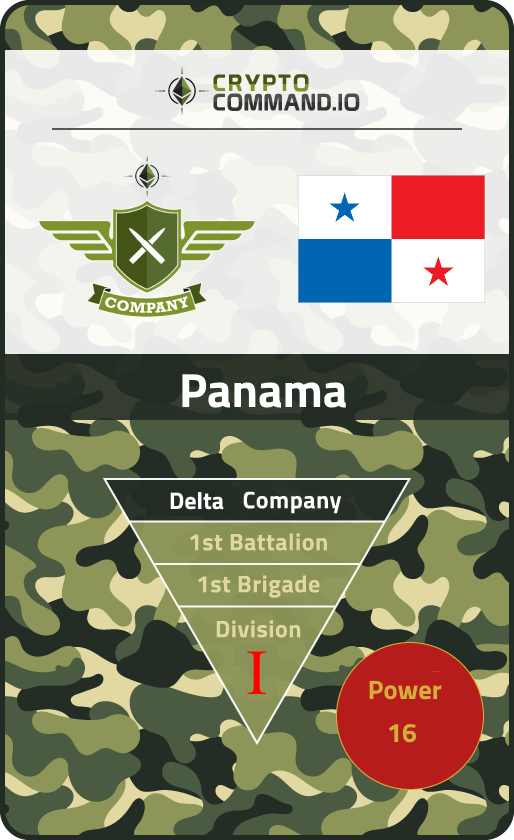 CRYPTO
COMMAND.IO
COMPANY
Panama
Delta Company
1st Battalion
1st Brigade
Division
I
Power
16